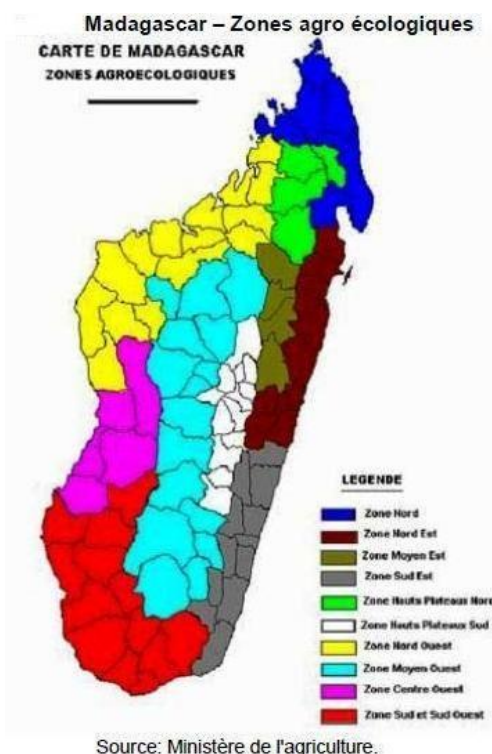 Madagascar – Zones agro écologiques
CARTE DE MADAGASCAR
ZONES AGROECOLOGIQUES
LEGENDE
Zone Nord
Zone Nord Est
Zone Moyen Est
Zone Sud Est
Zone Hauts Plateaux Nord
Zone Hauts Plateaux Sud
Zone Nord Ouest
Zone Moyen Ouest
Zone Centre Ouest
Zone Sud et Sud Ouest
Source: Ministère de l'agriculture.